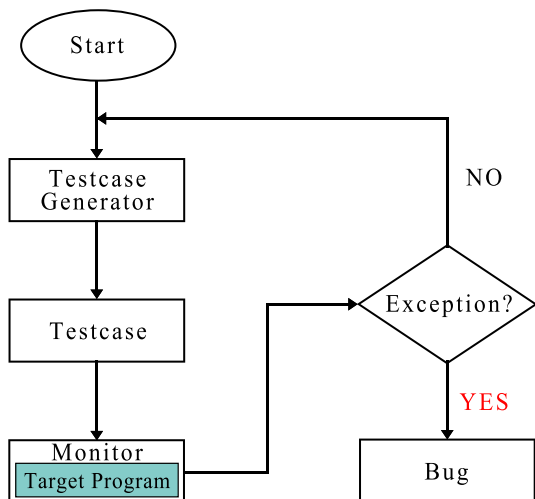 Start
Testcase
Generator
NO
Exception?
Testcase
YES
Monitor
Target Program
Bug